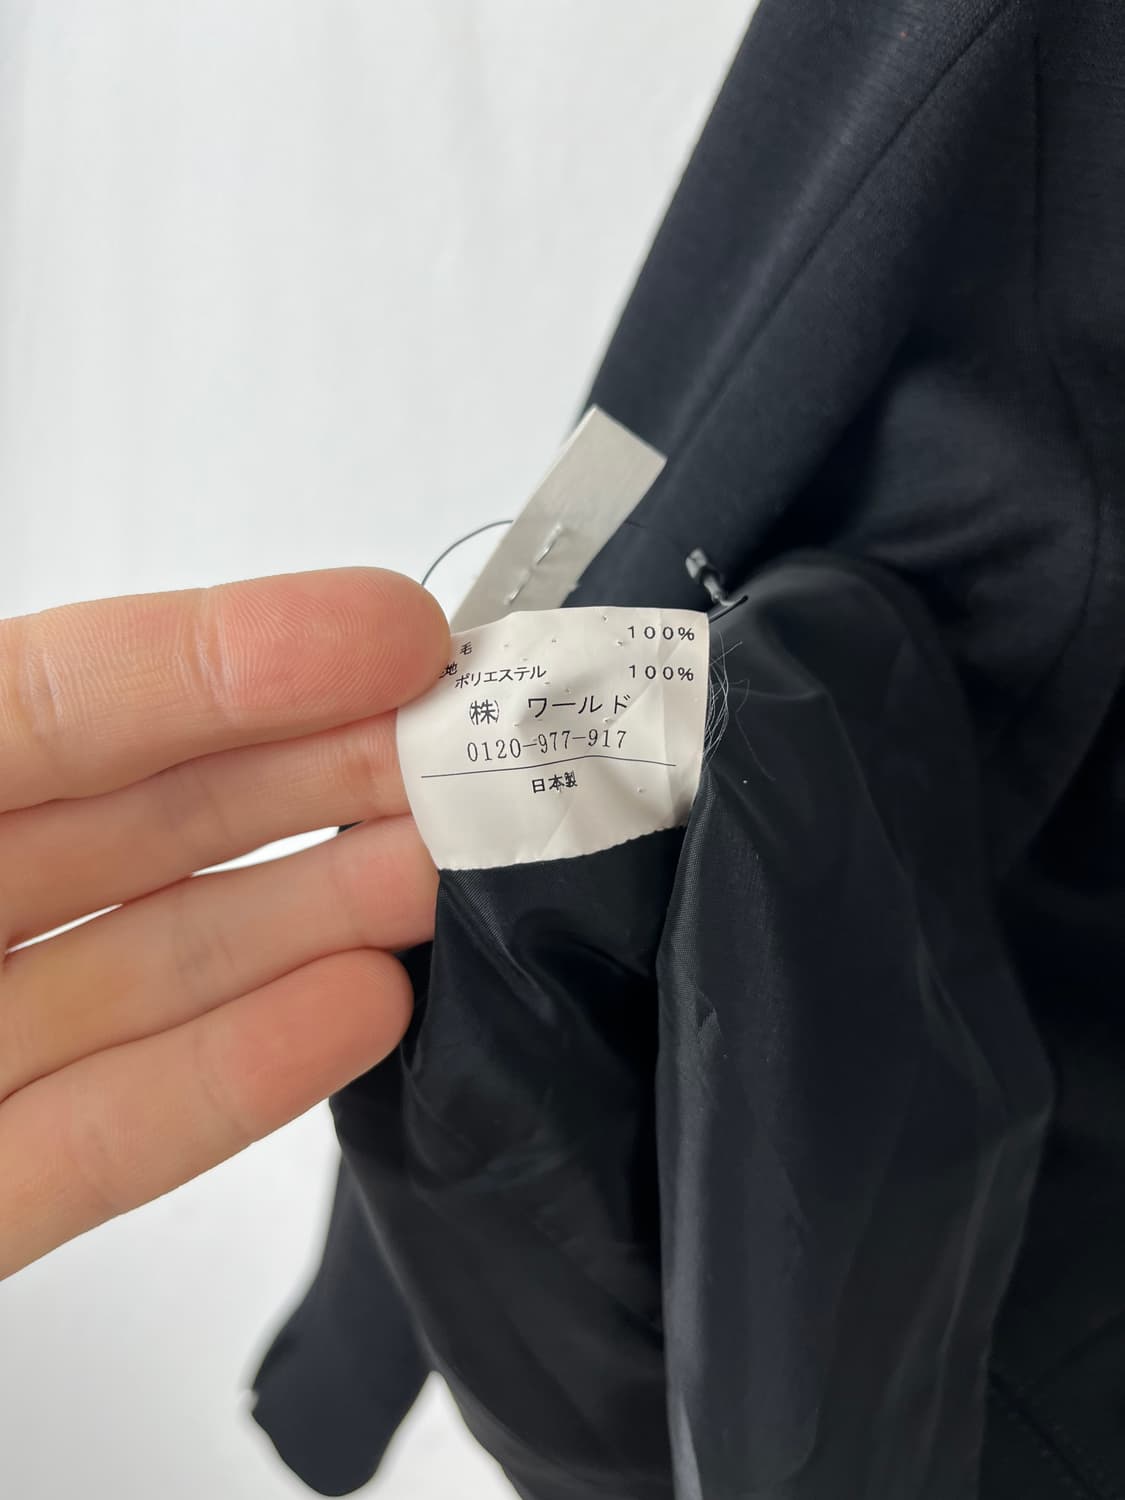 毛 100%
地 ポリエステル 100%
㈱ ワールド
0120-977-917
日本製